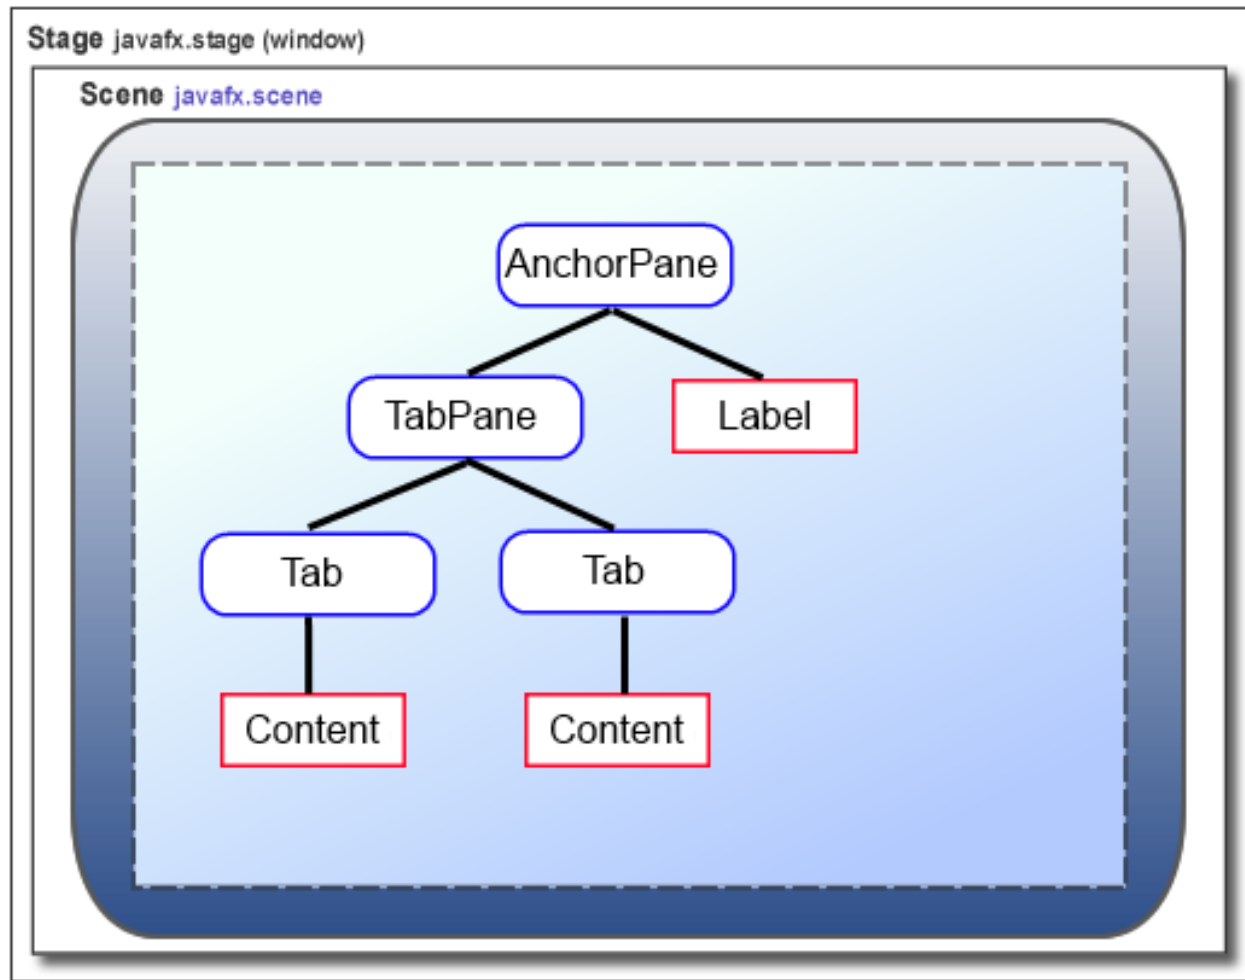 Stage javafx.stage (window)
Scene javafx.scene
AnchorPane
TabPane
Label
Tab
Tab
Content
Content